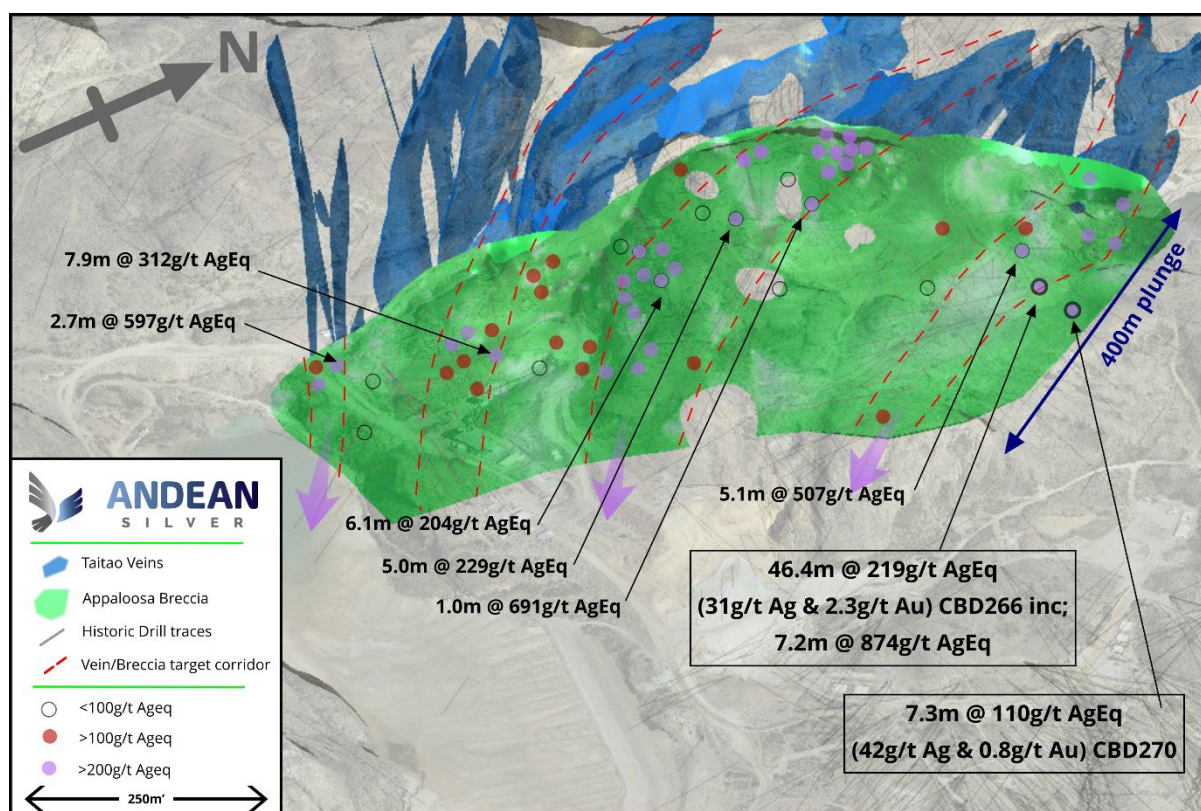 N
7.9m @ 312g/t AgEq
2.7m @ 597g/t AgEq
400m plunge
6.1m @ 204g/t AgEq
5.0m @ 229g/t AgEq
1.0m @ 691g/t AgEq
5.1m @ 507g/t AgEq
46.4m @ 219g/t AgEq
(31g/t Ag & 2.3g/t Au) CBD266 inc;
7.2m @ 874g/t AgEq
7.3m @ 110g/t AgEq
(42g/t Ag & 0.8g/t Au) CBD270
ANDEAN
SILVER
Taitao Veins
Appaloosa Breccia
Historic Drill traces
Vein/Breccia target corridor
<100g/t Ageq
>100g/t Ageq
>200g/t Ageq
250m'